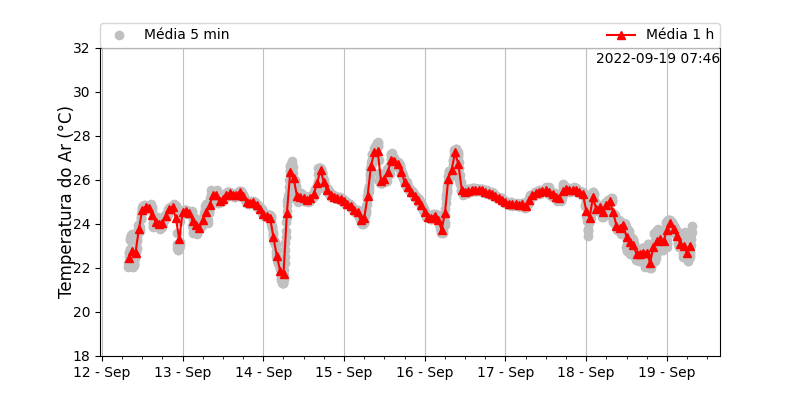 Média 5 min
Média 1 h
2022-09-19 07:46
Temperatura do Ar (°C)
32
30
28
26
24
22
20
18
12 - Sep
13 - Sep
14 - Sep
15 - Sep
16 - Sep
17 - Sep
18 - Sep
19 - Sep